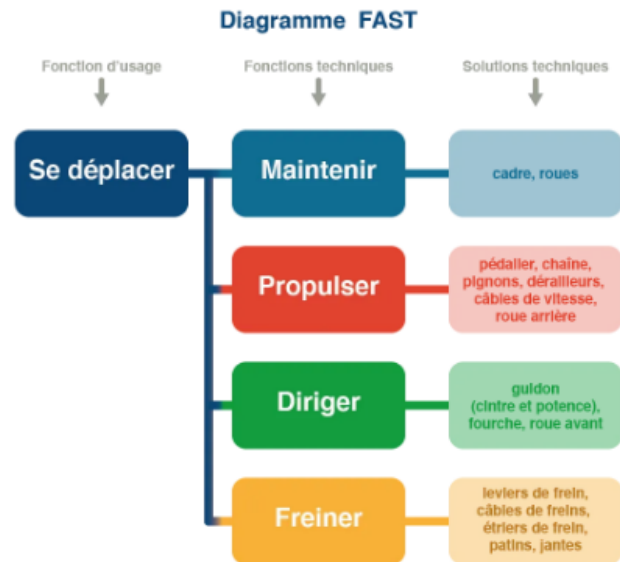 Diagramme FAST
Fonction d'usage
Fonctions techniques
Solutions techniques
Se déplacer
Maintenir
cadre, roues
Propulser
pédalier, chaîne,
pignons, dérailleurs,
câbles de vitesse,
roue arrière
Diriger
guidon
(cintre et potence),
fourche, roue avant
Freiner
leviers de frein,
câbles de freins,
étriers de frein,
patins, jantes